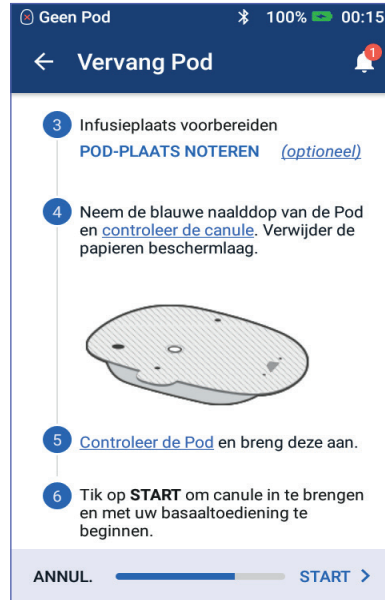 Geen Pod 100% 00:15
Vervang Pod 1
3 Infusieplaats voorbereiden
POD-PLAATS NOTEREN (optioneel)
4 Neem de blauwe naalddop van de Pod
en controleer de canule. Verwijder de
papieren beschermlaag.
5 Controleer de Pod en breng deze aan.
6 Tik op START om canule in te brengen
en met uw basaaltoediening te
beginnen.
ANNUL. START